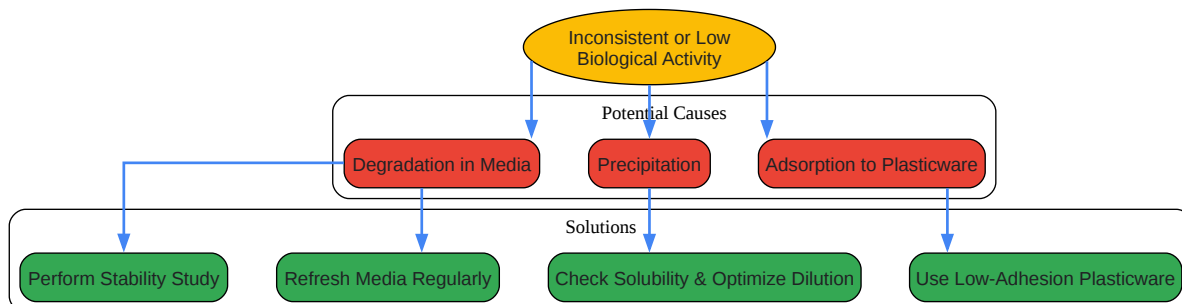 Inconsistent or Low
Biological Activity
Potential Causes
Degradation in Media
Precipitation
Adsorption to Plasticware
Solutions
Perform Stability Study
Refresh Media Regularly
Check Solubility & Optimize Dilution
Use Low-Adhesion Plasticware